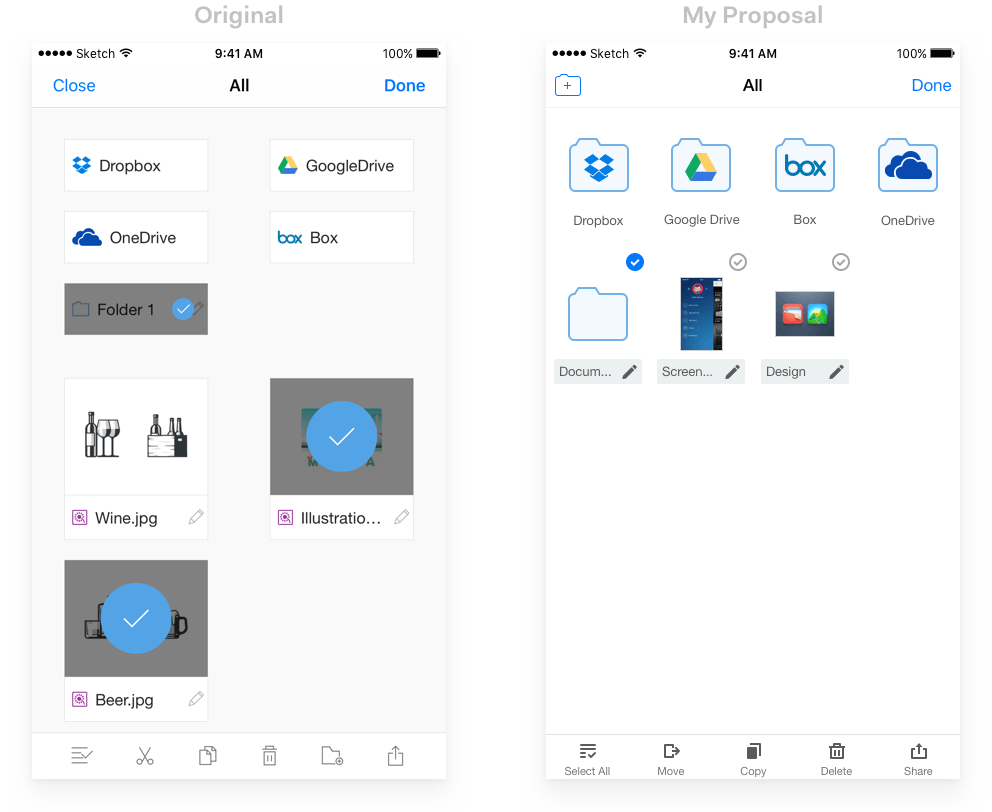 Original
Sketch 9:41 AM 100%
Close All Done
Dropbox
GoogleDrive
OneDrive
box Box
Folder 1
Wine.jpg
Illustratio...
Beer.jpg
My Proposal
Sketch 9:41 AM 100%
All Done
box
Dropbox Google Drive Box OneDrive
Docum... Screen... Design
Select All Move Copy Delete Share